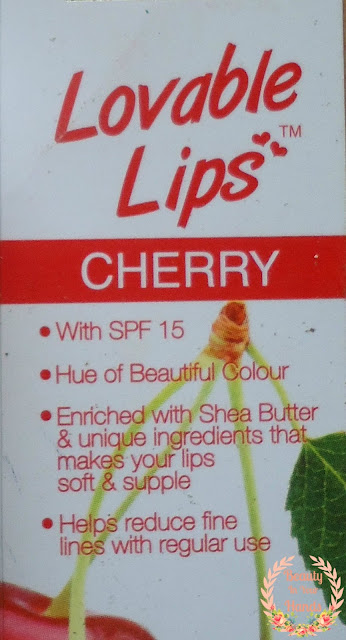 Lovable
Lips™
CHERRY
• With SPF 15
• Hue of Beautiful Colour
• Enriched with Shea Butter
& unique ingredients that
makes your lips
soft & supple
• Helps reduce fine
lines with regular use
Beauty